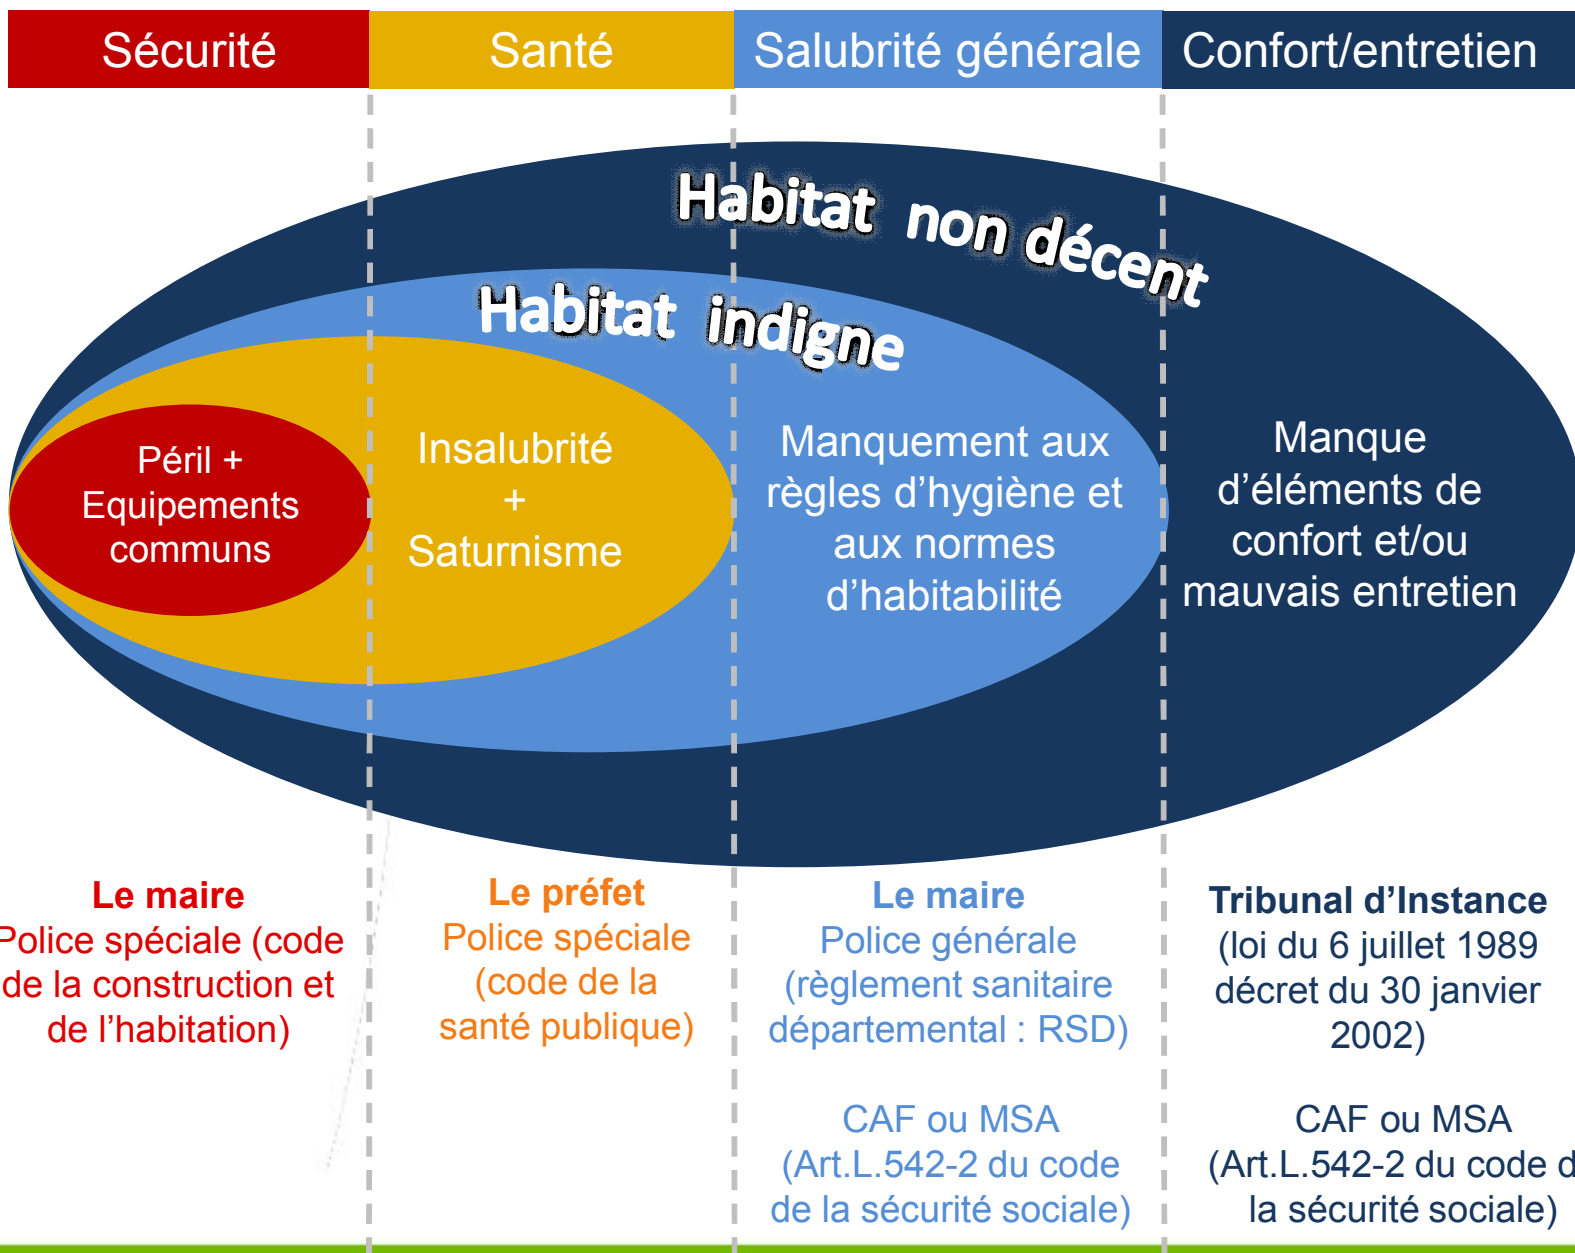 Sécurité
Santé
Salubrité générale
Confort/entretien
Habitat non décent
Habitat indigne
Péril +
Equipements
communs
Insalubrité
+
Saturnisme
Manquement aux
règles d’hygiène et
aux normes
d’habitabilité
Manque
d’éléments de
confort et/ou
mauvais entretien
Le maire
Police spéciale (code
de la construction et
de l’habitation)
Le préfet
Police spéciale
(code de la
santé publique)
Le maire
Police générale
(règlement sanitaire
départemental : RSD)
CAF ou MSA
(Art.L.542-2 du code
de la sécurité sociale)
Tribunal d’Instance
(loi du 6 juillet 1989
décret du 30 janvier
2002)
CAF ou MSA
(Art.L.542-2 du code d
la sécurité sociale)